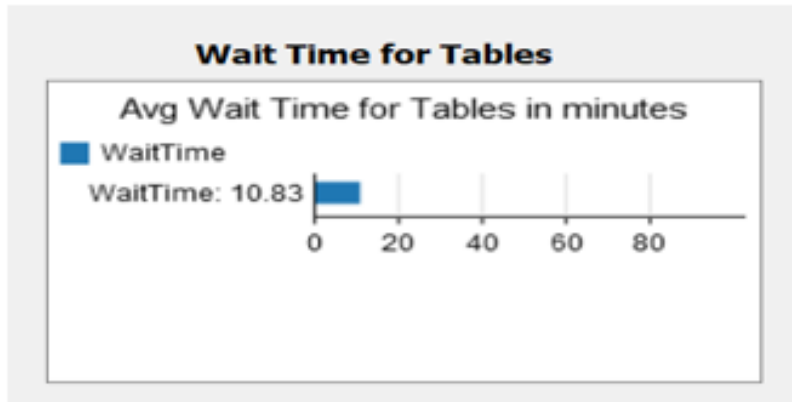 Wait Time for Tables
Avg Wait Time for Tables in minutes
WaitTime
WaitTime: 10.83
0 20 40 60 80